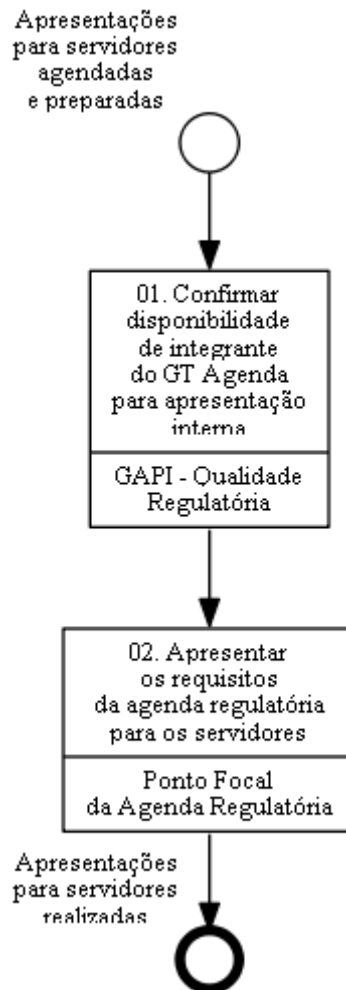 Apresentações
para servidores
agendadas
e preparadas
01. Confirmar
disponibilidade
de integrante
do GT Agenda
para apresentação
interna
GAPI - Qualidade
Regulatória
02. Apresentar
os requisitos
da agenda regulatória
para os servidores
Ponto Focal
da Agenda Regulatória
Apresentações
para servidores
realizadas